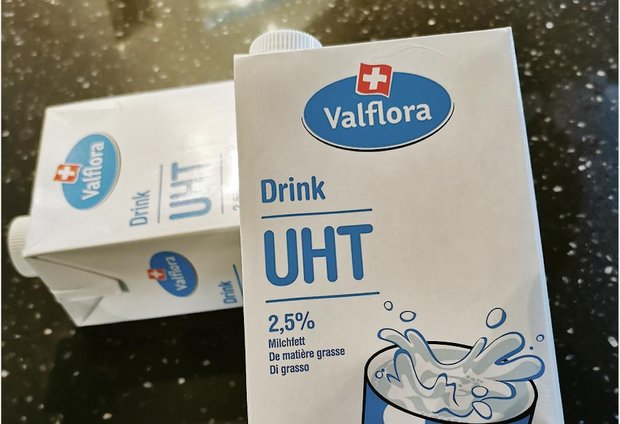 Valflora
Drink
UHT
2,5%
Milchfett
De matière grasse
Di grasso
Valflora
Drink
UHT
Valflora
Drink